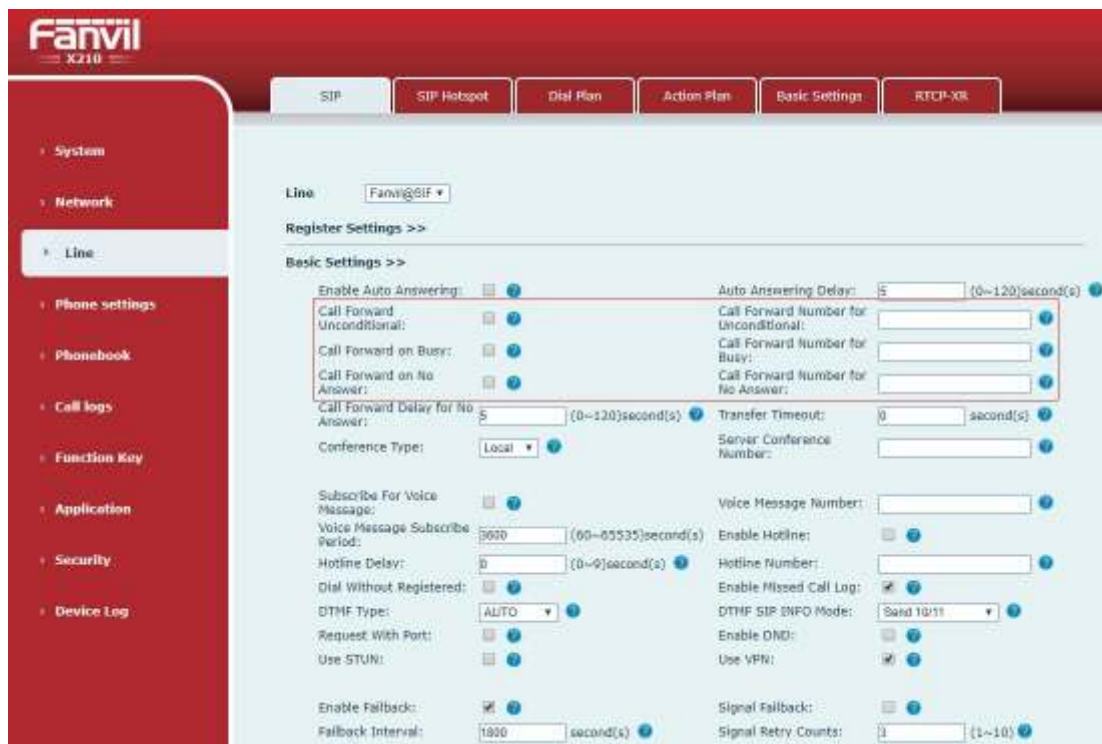 Fanvil
X210
SIP
SIP Hotspot
Dial Plan
Action Plan
Basic Settings
RTCP-XR
System
Network
Line
Phone settings
Phonebook
Call logs
Function Key
Application
Security
Device Log
Line Fanvil@SIF
Register Settings >>
Basic Settings >>
Enable Auto Answering: Auto Answering Delay: 5 (0~120)second(s)
Call Forward Unconditional: Call Forward Number for Unconditional:
Call Forward on Busy: Call Forward Number for Busy:
Call Forward on No Answer: Call Forward Number for No Answer:
Call Forward Delay for No Answer: 5 (0~120)second(s) Transfer Timeout: 0 second(s)
Conference Type: Local Server Conference Number:
Subscribe For Voice Message: Voice Message Number:
Voice Message Subscribe Period: 3600 (60~65535)second(s) Enable Hotline:
Hotline Delay: 0 (0~9)second(s) Hotline Number:
Dial Without Registered: Enable Missed Call Log:
DTMF Type: AUTO DTMF SIP INFO Mode: Send 10/11
Request With Port: Enable DND:
Use STUN: Use VPN:
Enable Failback: Signal Failback:
Failback Interval: 1800 second(s) Signal Retry Counts: 3 (1~10)